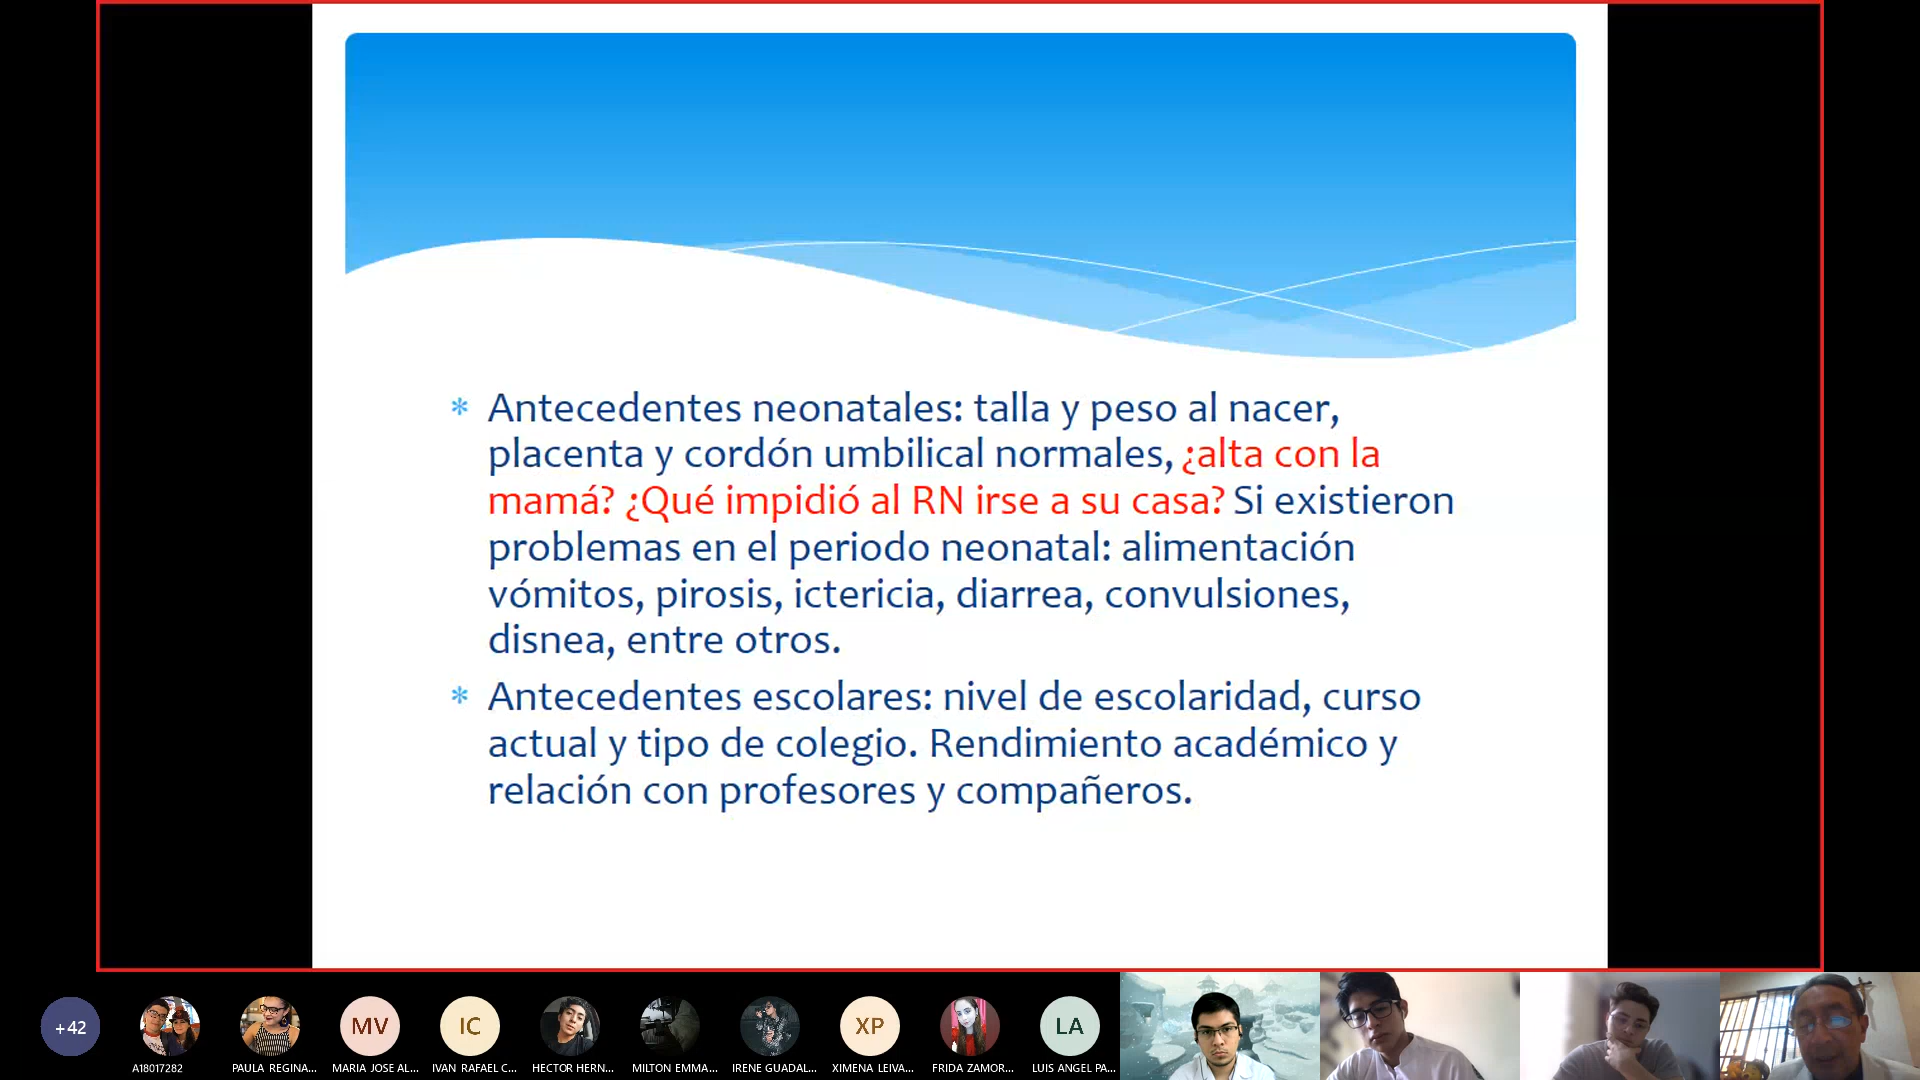 * Antecedentes neonatales: talla y peso al nacer,
placenta y cordón umbilical normales, ¿alta con la
mamá? ¿Qué impidió al RN irse a su casa? Si existieron
problemas en el periodo neonatal: alimentación
vómitos, pirosis, ictericia, diarrea, convulsiones,
disnea, entre otros.
* Antecedentes escolares: nivel de escolaridad, curso
actual y tipo de colegio. Rendimiento académico y
relación con profesores y compañeros.
+42
MV
IC
XP
LA
A18017282
PAULA REGINA...
MARIA JOSE AL...
IVAN RAFAEL C...
HECTOR HERN...
MILTON EMMA...
IRENE GUADAL...
XIMENA LEIVA...
FRIDA ZAMOR...
LUIS ANGEL PA...